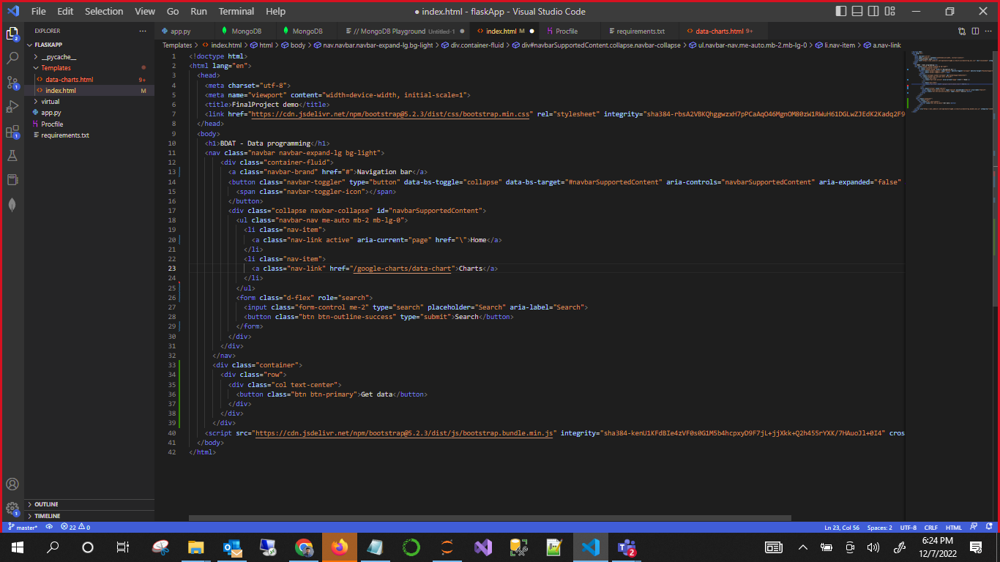 File Edit Selection View Go Run Terminal Help
● index.html - flaskApp - Visual Studio Code
EXPLORER
FLASKAPP
__pycache__
Templates
data-charts.html 9+
index.html M
virtual
app.py
Procfile
requirements.txt
OUTLINE
TIMELINE
app.py MongoDB MongoDB // MongoDB Playground Untitled-1 ● index.html M ● Procfile requirements.txt data-charts.html 9+
Templates > index.html > html > body > nav.navbar.navbar-expand-lg.bg-light > div.container-fluid > div#navbarSupportedContent.collapse.navbar-collapse > ul.navbar-nav.me-auto.mb-2.mb-lg-0 > li.nav-item > a.nav-link
1 <!doctype html>
2 <html lang="en">
3 <head>
4 <meta charset="utf-8">
5 <meta name="viewport" content="width=device-width, initial-scale=1">
6 <title>FinalProject demo</title>
7 <link href="https://cdn.jsdelivr.net/npm/bootstrap@5.2.3/dist/css/bootstrap.min.css" rel="stylesheet" integrity="sha384-rbsA2VBKQhggwzxH7pPCaAqO46MgnOM80zW1RWuH61DGLwZJEdK2Kadq2F9
8 </head>
9 <body>
10 <h1>BDAT - Data programming</h1>
11 <nav class="navbar navbar-expand-lg bg-light">
12 <div class="container-fluid">
13 <a class="navbar-brand" href="#">Navigation bar</a>
14 <button class="navbar-toggler" type="button" data-bs-toggle="collapse" data-bs-target="#navbarSupportedContent" aria-controls="navbarSupportedContent" aria-expanded="false"
15 <span class="navbar-toggler-icon"></span>
16 </button>
17 <div class="collapse navbar-collapse" id="navbarSupportedContent">
18 <ul class="navbar-nav me-auto mb-2 mb-lg-0">
19 <li class="nav-item">
20 <a class="nav-link active" aria-current="page" href="\">Home</a>
21 </li>
22 <li class="nav-item">
23 <a class="nav-link" href="/google-charts/data-chart">Charts</a>
24 </li>
25 </ul>
26 <form class="d-flex" role="search">
27 <input class="form-control me-2" type="search" placeholder="Search" aria-label="Search">
28 <button class="btn btn-outline-success" type="submit">Search</button>
29 </form>
30 </div>
31 </div>
32 </nav>
33 <div class="container">
34 <div class="row">
35 <div class="col text-center">
36 <button class="btn btn-primary">Get data</button>
37 </div>
38 </div>
39 </div>
40 <script src="https://cdn.jsdelivr.net/npm/bootstrap@5.2.3/dist/js/bootstrap.bundle.min.js" integrity="sha384-kenU1KFdBIe4zVF0s0G1M5b4hcpxyD9F7jL+jjXkk+Q2h455rYXK/7HAuoJl+0I4" cros
41 </body>
42 </html>
master* 22 0
Ln 23, Col 56 Spaces: 2 UTF-8 CRLF HTML
6:24 PM
12/7/2022